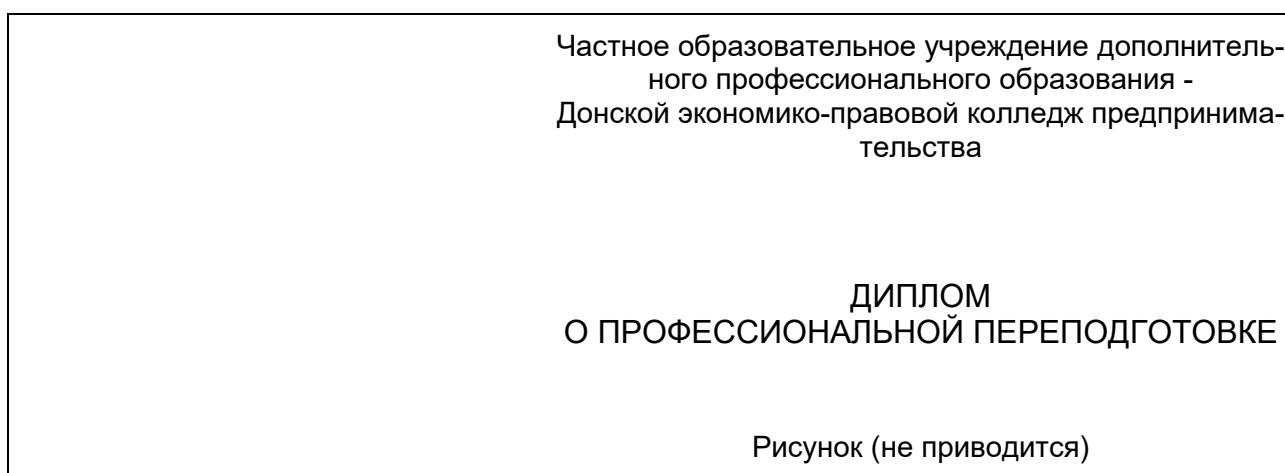 Частное образовательное учреждение дополнитель-
ного профессионального образования -
Донской экономико-правовой колледж предпринима-
тельства
ДИПЛОМ
О ПРОФЕССИОНАЛЬНОЙ ПЕРЕПОДГОТОВКЕ
Рисунок (не приводится)